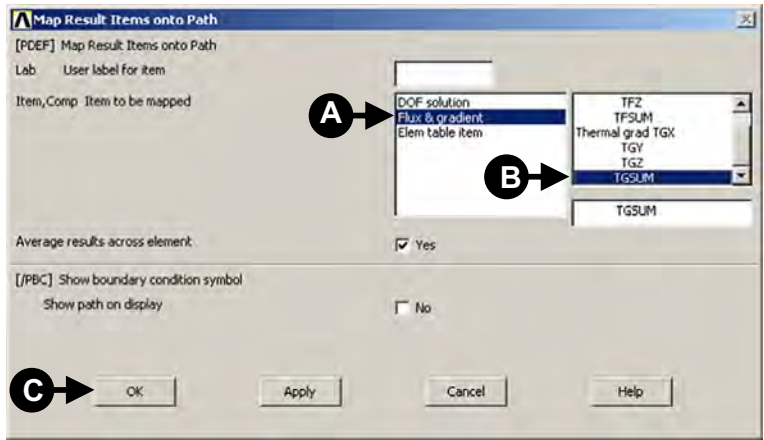 Map Result Items onto Path
[PDEF] Map Result Items onto Path
Lab User label for item
Item,Comp Item to be mapped
A
DOF solution
Flux & gradient
Elem table item
TFZ
TFSUM
Thermal grad TGX
TGY
TGZ
B
TGSUM
TGSUM
Average results across element
Yes
[/PBC] Show boundary condition symbol
Show path on display
No
C
OK Apply Cancel Help